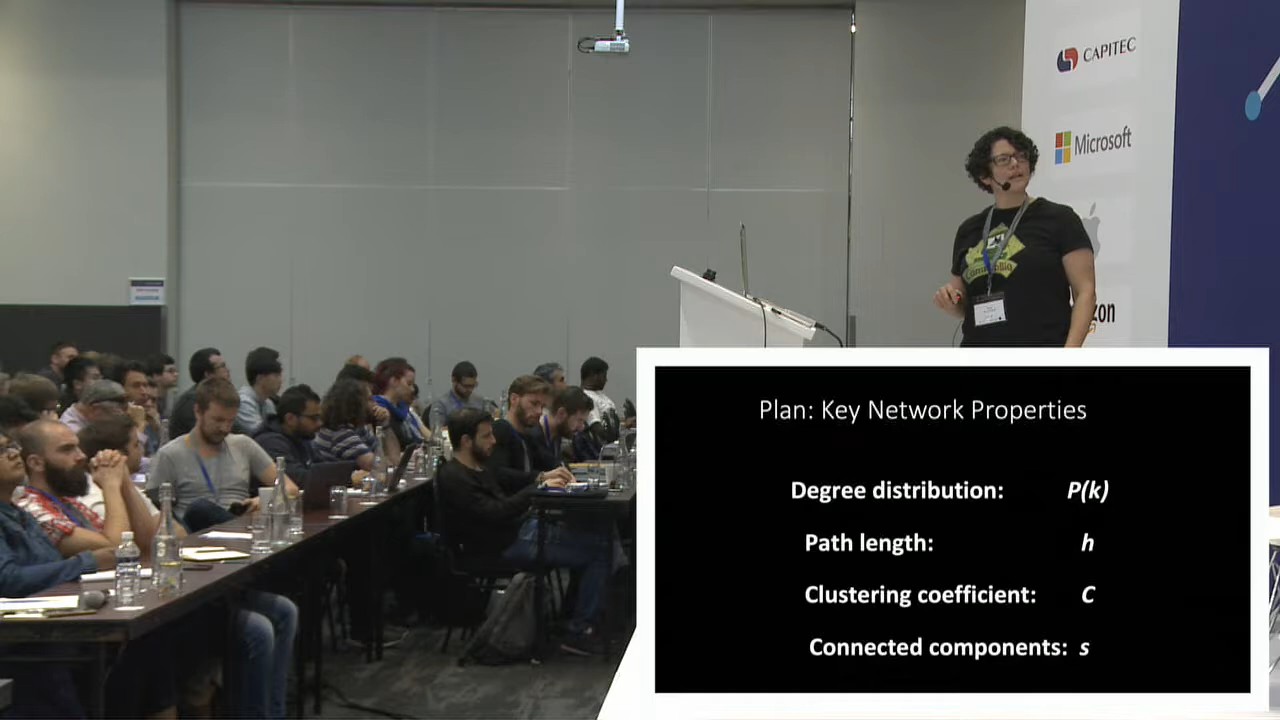 CAPITEC
Microsoft
zon
Plan: Key Network Properties
Degree distribution: P(k)
Path length: h
Clustering coefficient: C
Connected components: s